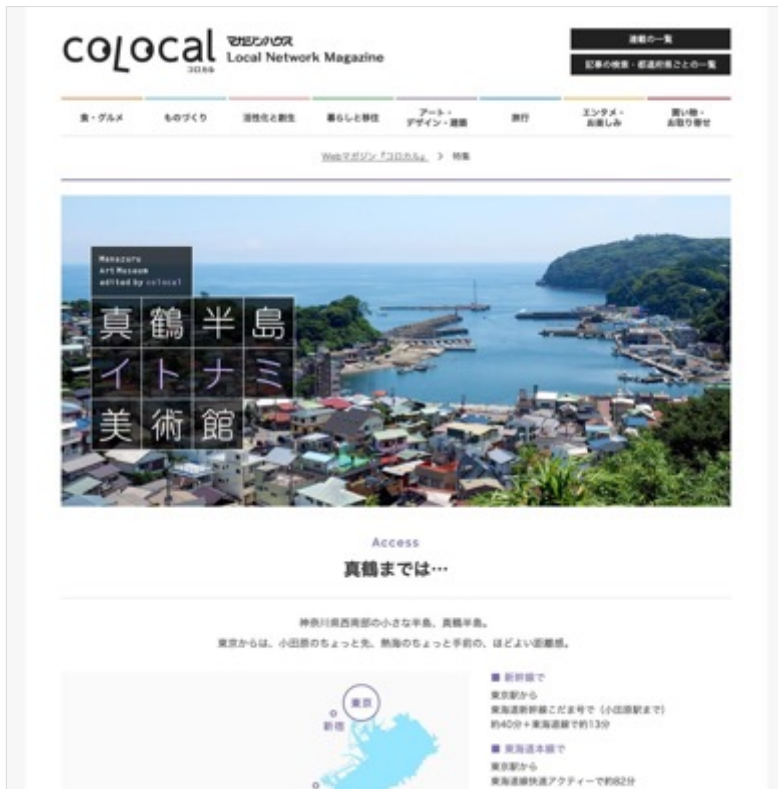 colocal
コロカル
マガジンハウス
Local Network Magazine
連載の一覧
記事の検索・都道府県ごとの一覧
食・グルメ
ものづくり
活性化と創生
暮らしと移住
アート・
デザイン・建築
旅行
エンタメ・
お楽しみ
買い物・
お取り寄せ
Webマガジン『コロカル』 > 特集
Manazuru
Art Museum
edited by colocal
真鶴半島
イトナミ
美術館
Access
真鶴までは…
神奈川県西南部の小さな半島、真鶴半島。
東京からは、小田原のちょっと先、熱海のちょっと手前の、ほどよい距離感。
東京
新宿
■ 新幹線で
東京駅から
東海道新幹線こだま号で（小田原駅まで）
約40分＋東海道線で約13分
■ 東海道本線で
東京駅から
東海道線快速アクティーで約82分